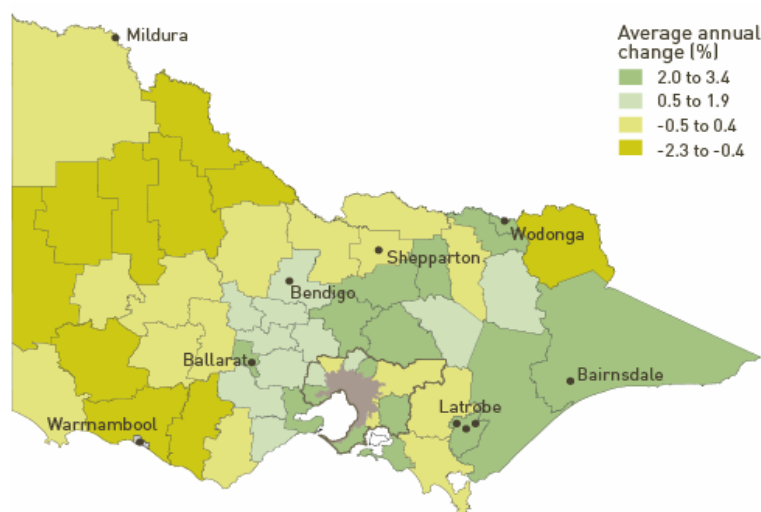 Mildura
Average annual
change (%)
2.0 to 3.4
0.5 to 1.9
-0.5 to 0.4
-2.3 to -0.4
Wodonga
Shepparton
Bendigo
Ballarat
Bairnsdale
Latrobe
Warrnambool